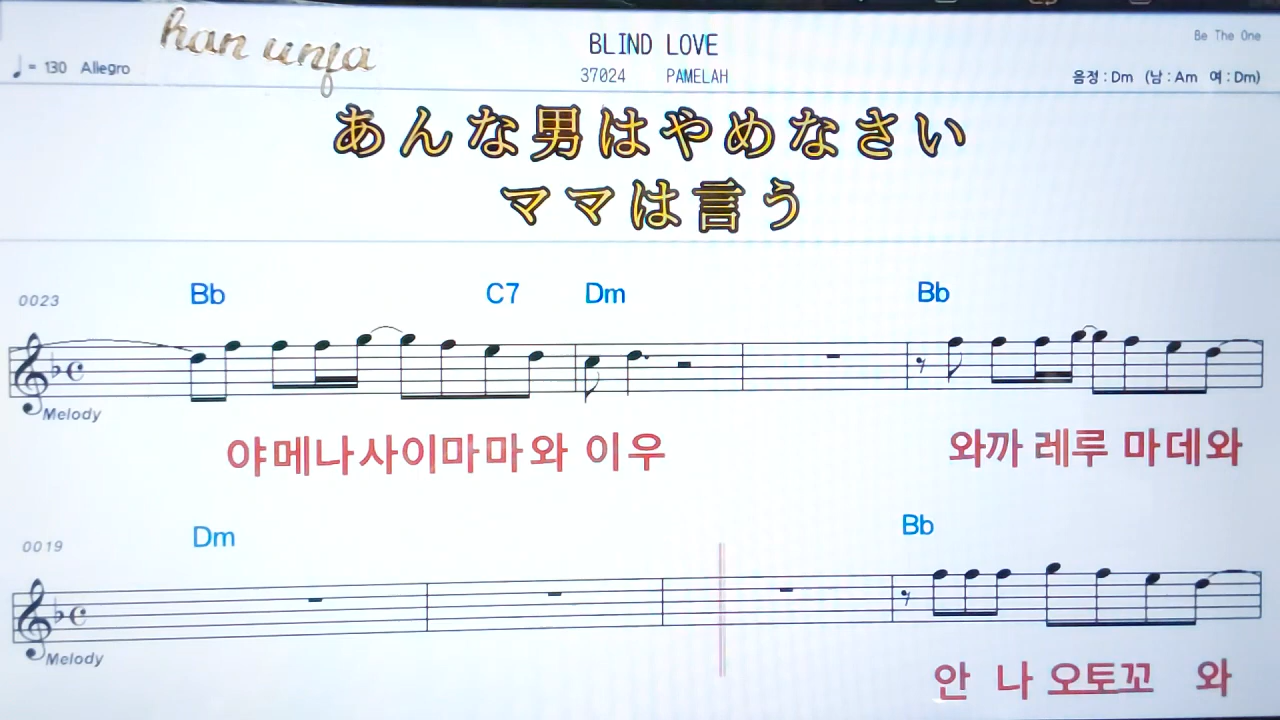 han unja
BLIND LOVE
Be The One
♩= 130 Allegro
37024 PAMELAH
음정 : Dm (남 : Am 여 : Dm)
あんな男はやめなさい
ママは言う
0023 Bb C7 Dm Bb
Melody
야메나사이마마와 이우 와까 레루 마데와
0019 Dm Bb
Melody
안 나 오토꼬 와